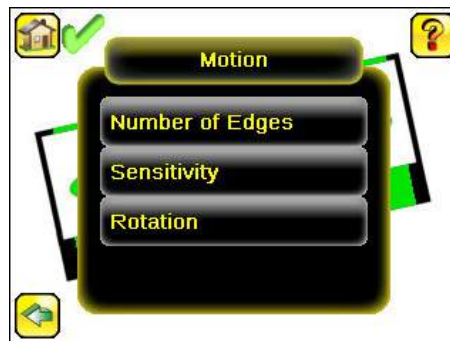 Motion
Number of Edges
Sensitivity
Rotation
?